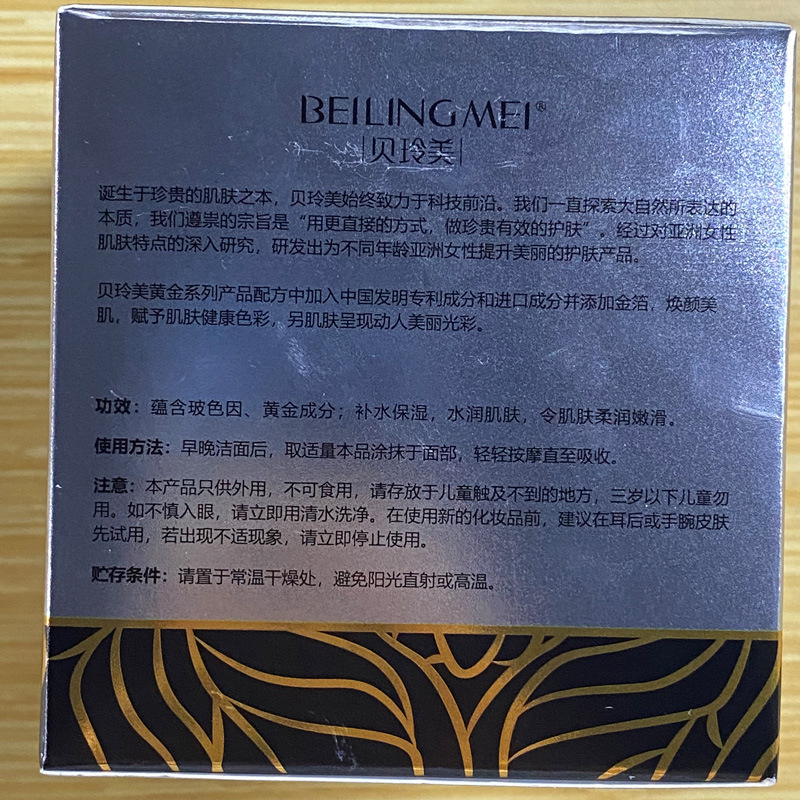 BEILINGMEI®
贝玲美
诞生于珍贵的肌肤之本，贝玲美始终致力于科技前沿。我们一直探索大自然所表达的
本质，我们遵崇的宗旨是“用更直接的方式，做珍贵有效的护肤”。经过对亚洲女性
肌肤特点的深入研究，研发出为不同年龄亚洲女性提升美丽的护肤产品。
贝玲美黄金系列产品配方中加入中国发明专利成分和进口成分并添加金箔，焕颜美
肌，赋予肌肤健康色彩，另肌肤呈现动人美丽光彩。
功效：蕴含玻色因、黄金成分；补水保湿，水润肌肤，令肌肤柔润嫩滑。
使用方法：早晚洁面后，取适量本品涂抹于面部，轻轻按摩直至吸收。
注意：本产品只供外用，不可食用，请存放于儿童触及不到的地方，三岁以下儿童勿
用。如不慎入眼，请立即用清水洗净。在使用新的化妆品前，建议在耳后或手腕皮肤
先试用，若出现不适现象，请立即停止使用。
贮存条件：请置于常温干燥处，避免阳光直射或高温。